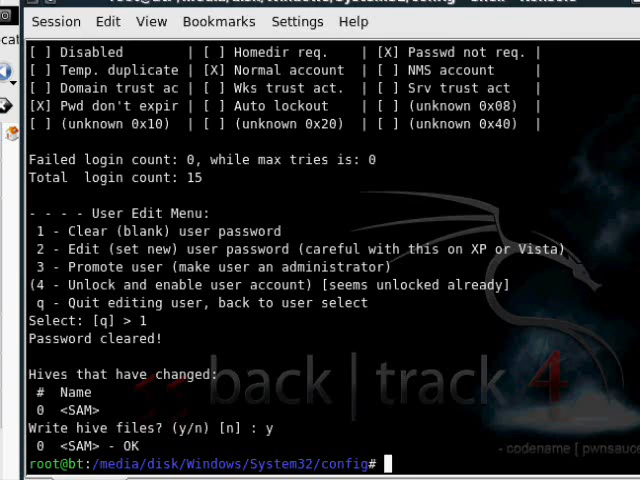 Session Edit View Bookmarks Settings Help
[ ] Disabled | [ ] Homedir req. | [X] Passwd not req. |
[ ] Temp. duplicate | [X] Normal account | [ ] NMS account |
[ ] Domain trust ac | [ ] Wks trust act. | [ ] Srv trust act |
[X] Pwd don't expir | [ ] Auto lockout | [ ] (unknown 0x08) |
[ ] (unknown 0x10) | [ ] (unknown 0x20) | [ ] (unknown 0x40) |
Failed login count: 0, while max tries is: 0
Total login count: 15
- - - - User Edit Menu:
1 - Clear (blank) user password
2 - Edit (set new) user password (careful with this on XP or Vista)
3 - Promote user (make user an administrator)
(4 - Unlock and enable user account) [seems unlocked already]
q - Quit editing user, back to user select
Select: [q] > 1
Password cleared!
Hives that have changed:
# Name
0 <SAM>
Write hive files? (y/n) [n] : y
0 <SAM> - OK
root@bt:/media/disk/Windows/System32/config#
<< back | track 4
- codename [ pwnsauce